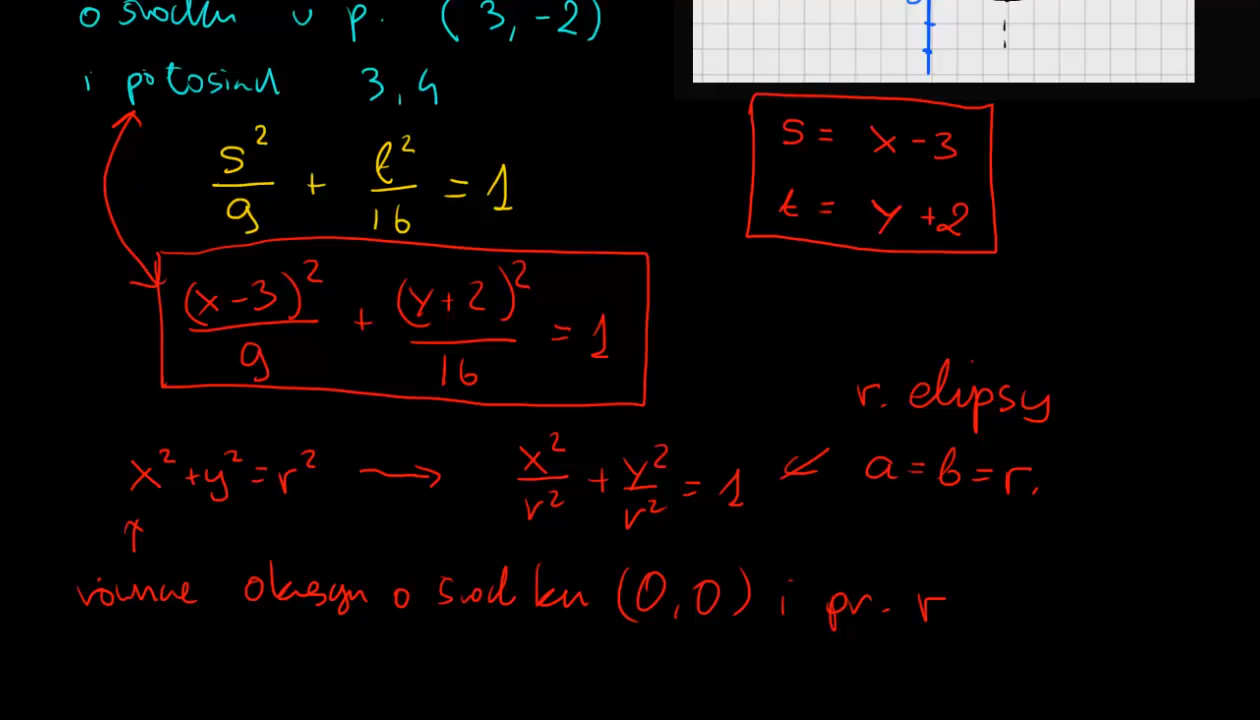 o środku w p. (3, -2)
i półosiach 3, 4
s²/9 + t²/16 = 1
s = x - 3
t = y + 2
(x - 3)²/9 + (y + 2)²/16 = 1
r. elipsy
x² + y² = r² → x²/r² + y²/r² = 1 ← a = b = r.
↑
równanie okręgu o środku (0, 0) i pr. r